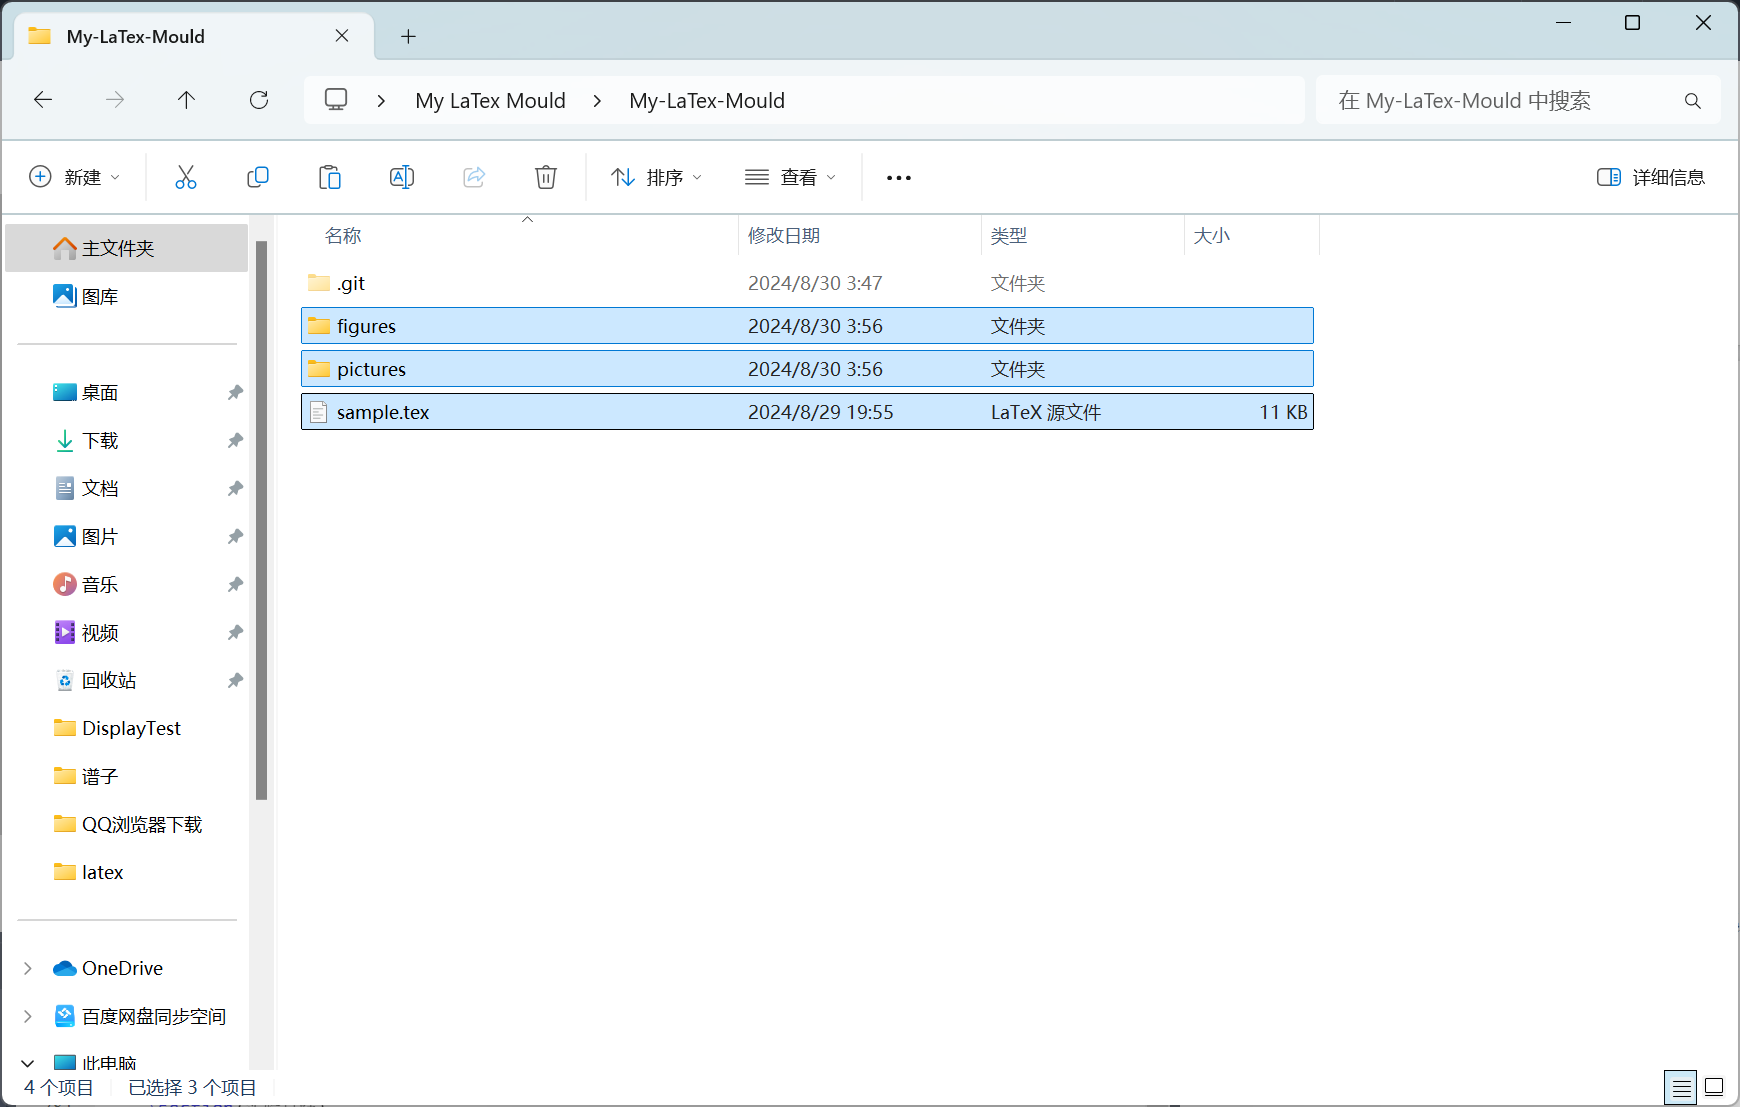 My-LaTex-Mould
My LaTex Mould > My-LaTex-Mould
在 My-LaTex-Mould 中搜索
新建
排序
查看
详细信息
主文件夹
图库
桌面
下载
文档
图片
音乐
视频
回收站
DisplayTest
谱子
QQ浏览器下载
latex
OneDrive
百度网盘同步空间
此电脑
名称 修改日期 类型 大小
.git 2024/8/30 3:47 文件夹
figures 2024/8/30 3:56 文件夹
pictures 2024/8/30 3:56 文件夹
sample.tex 2024/8/29 19:55 LaTeX 源文件 11 KB
4 个项目 已选择 3 个项目